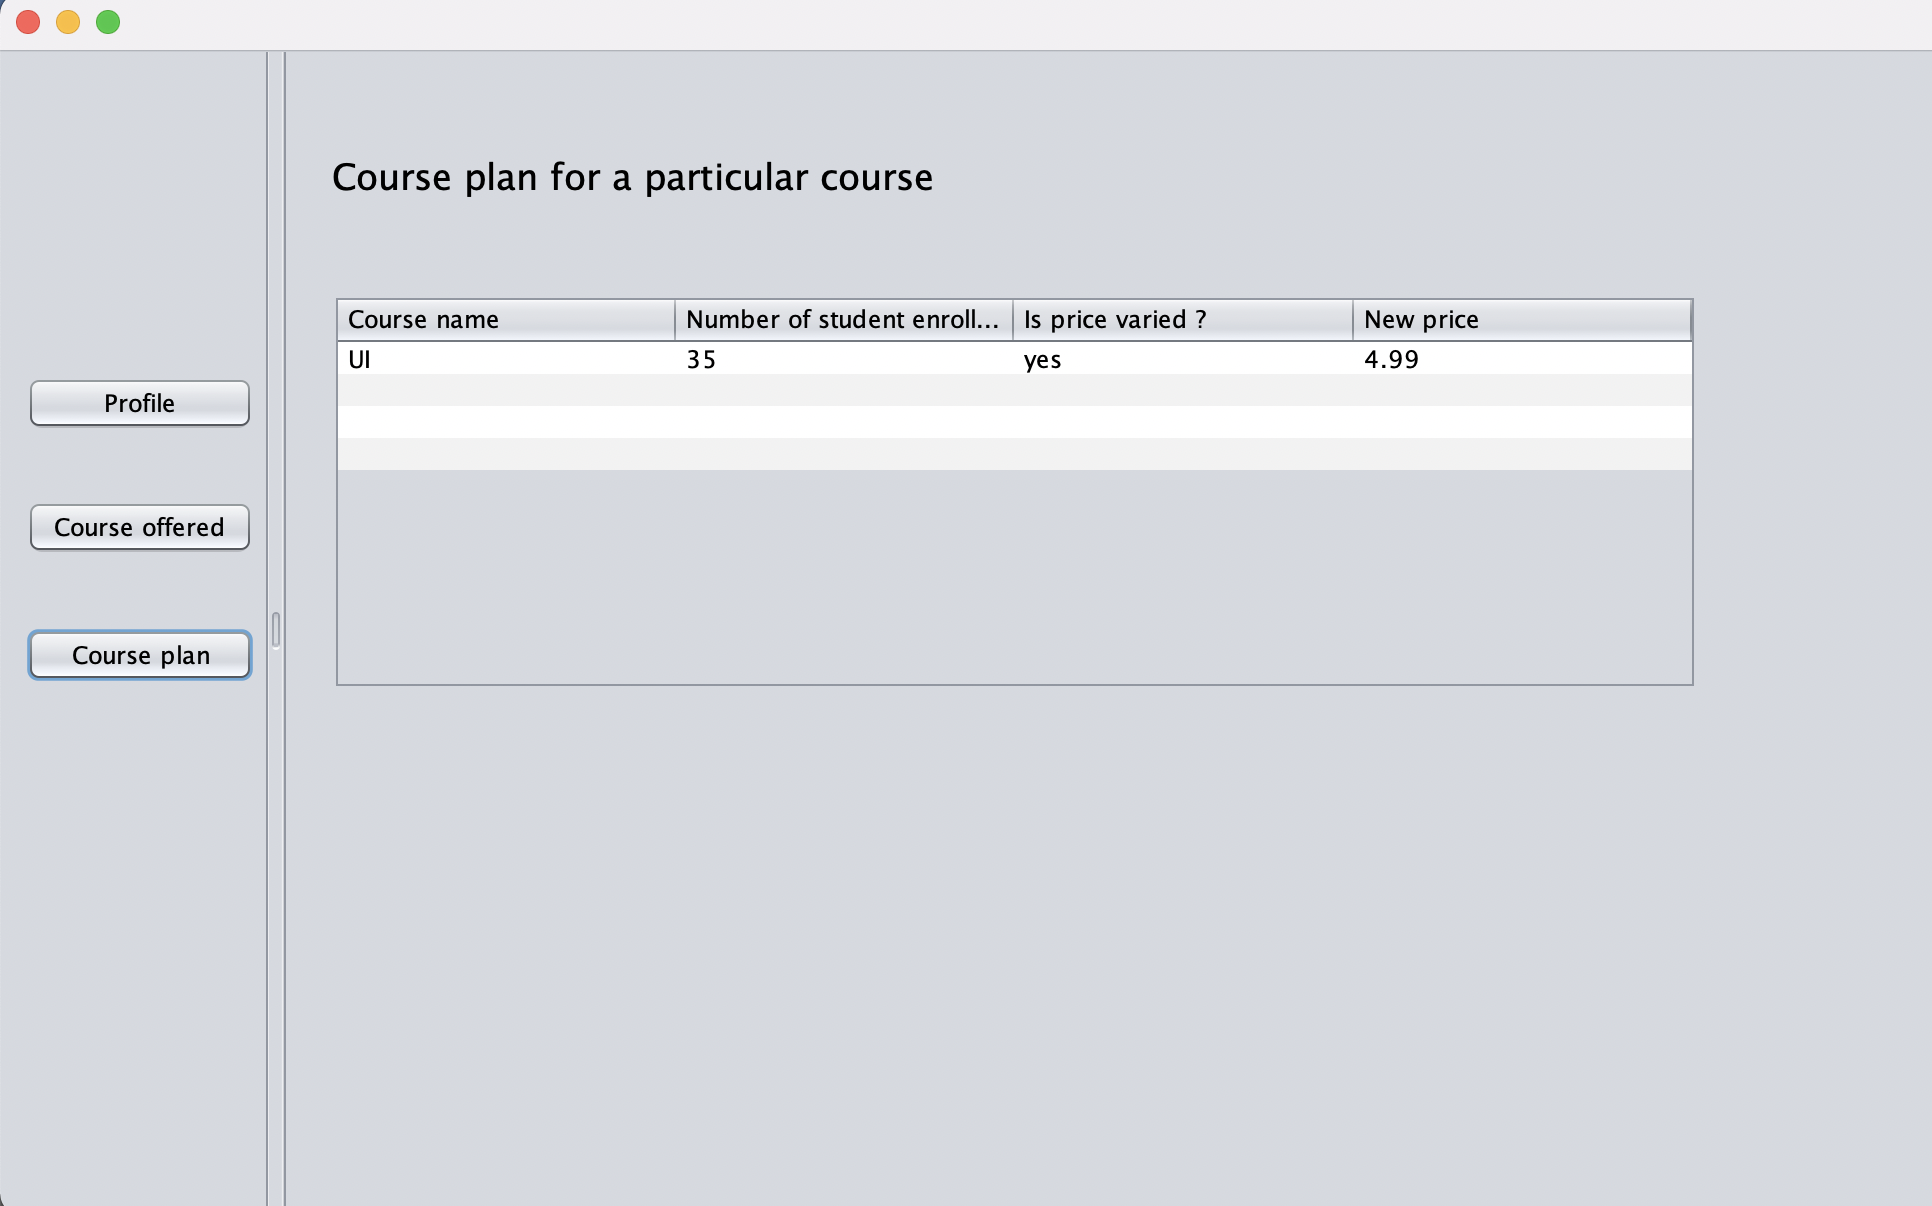 Course plan for a particular course
Course name Number of student enroll... Is price varied ? New price
UI 35 yes 4.99
Profile
Course offered
Course plan